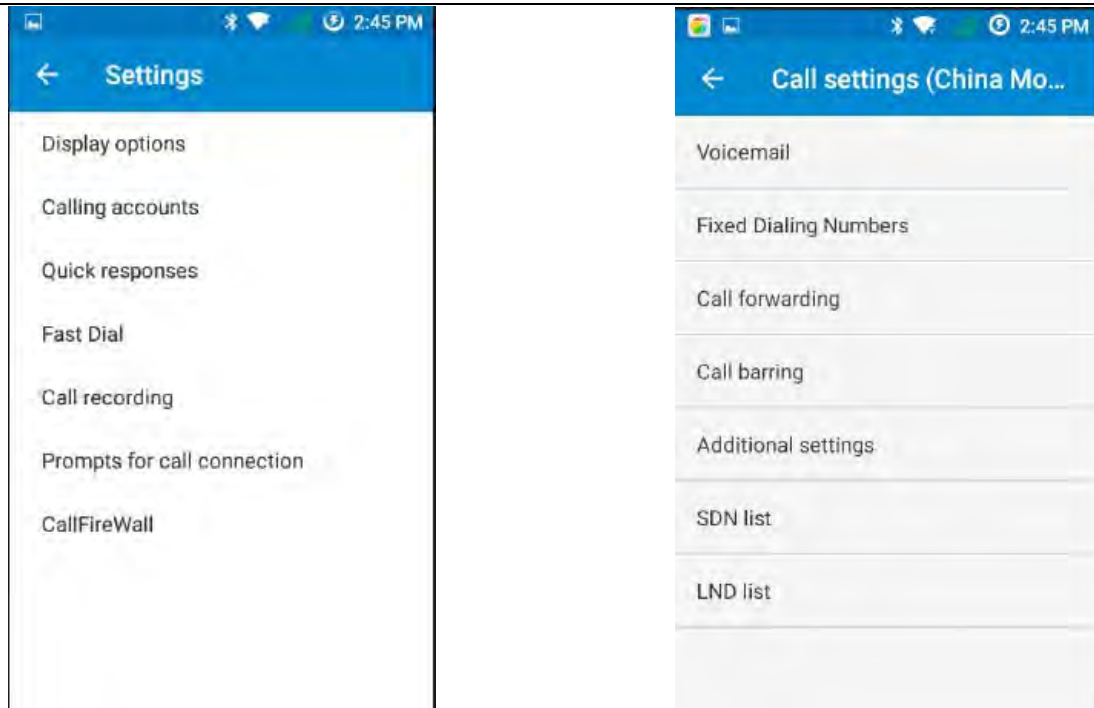 2:45 PM
Settings
Display options
Calling accounts
Quick responses
Fast Dial
Call recording
Prompts for call connection
CallFireWall
2:45 PM
Call settings (China Mo...
Voicemail
Fixed Dialing Numbers
Call forwarding
Call barring
Additional settings
SDN list
LND list